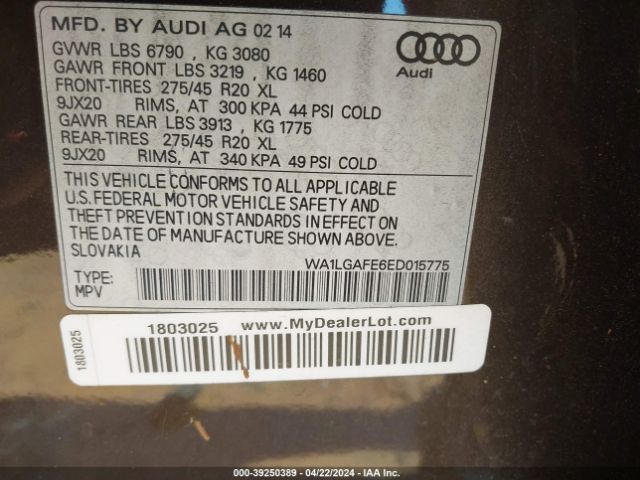 MFD. BY AUDI AG 02 14
GVWR LBS 6790 , KG 3080
GAWR FRONT LBS 3219 , KG 1460
FRONT-TIRES 275/45 R20 XL
9JX20 RIMS, AT 300 KPA 44 PSI COLD
GAWR REAR LBS 3913 , KG 1775
REAR-TIRES 275/45 R20 XL
9JX20 RIMS, AT 340 KPA 49 PSI COLD
Audi
THIS VEHICLE CONFORMS TO ALL APPLICABLE
U.S. FEDERAL MOTOR VEHICLE SAFETY AND
THEFT PREVENTION STANDARDS IN EFFECT ON
THE DATE OF MANUFACTURE SHOWN ABOVE.
SLOVAKIA
WA1LGAFE6ED015775
TYPE:
MPV
1803025
1803025 www.MyDealerLot.com
000-39250389 - 04/22/2024 - IAA Inc.